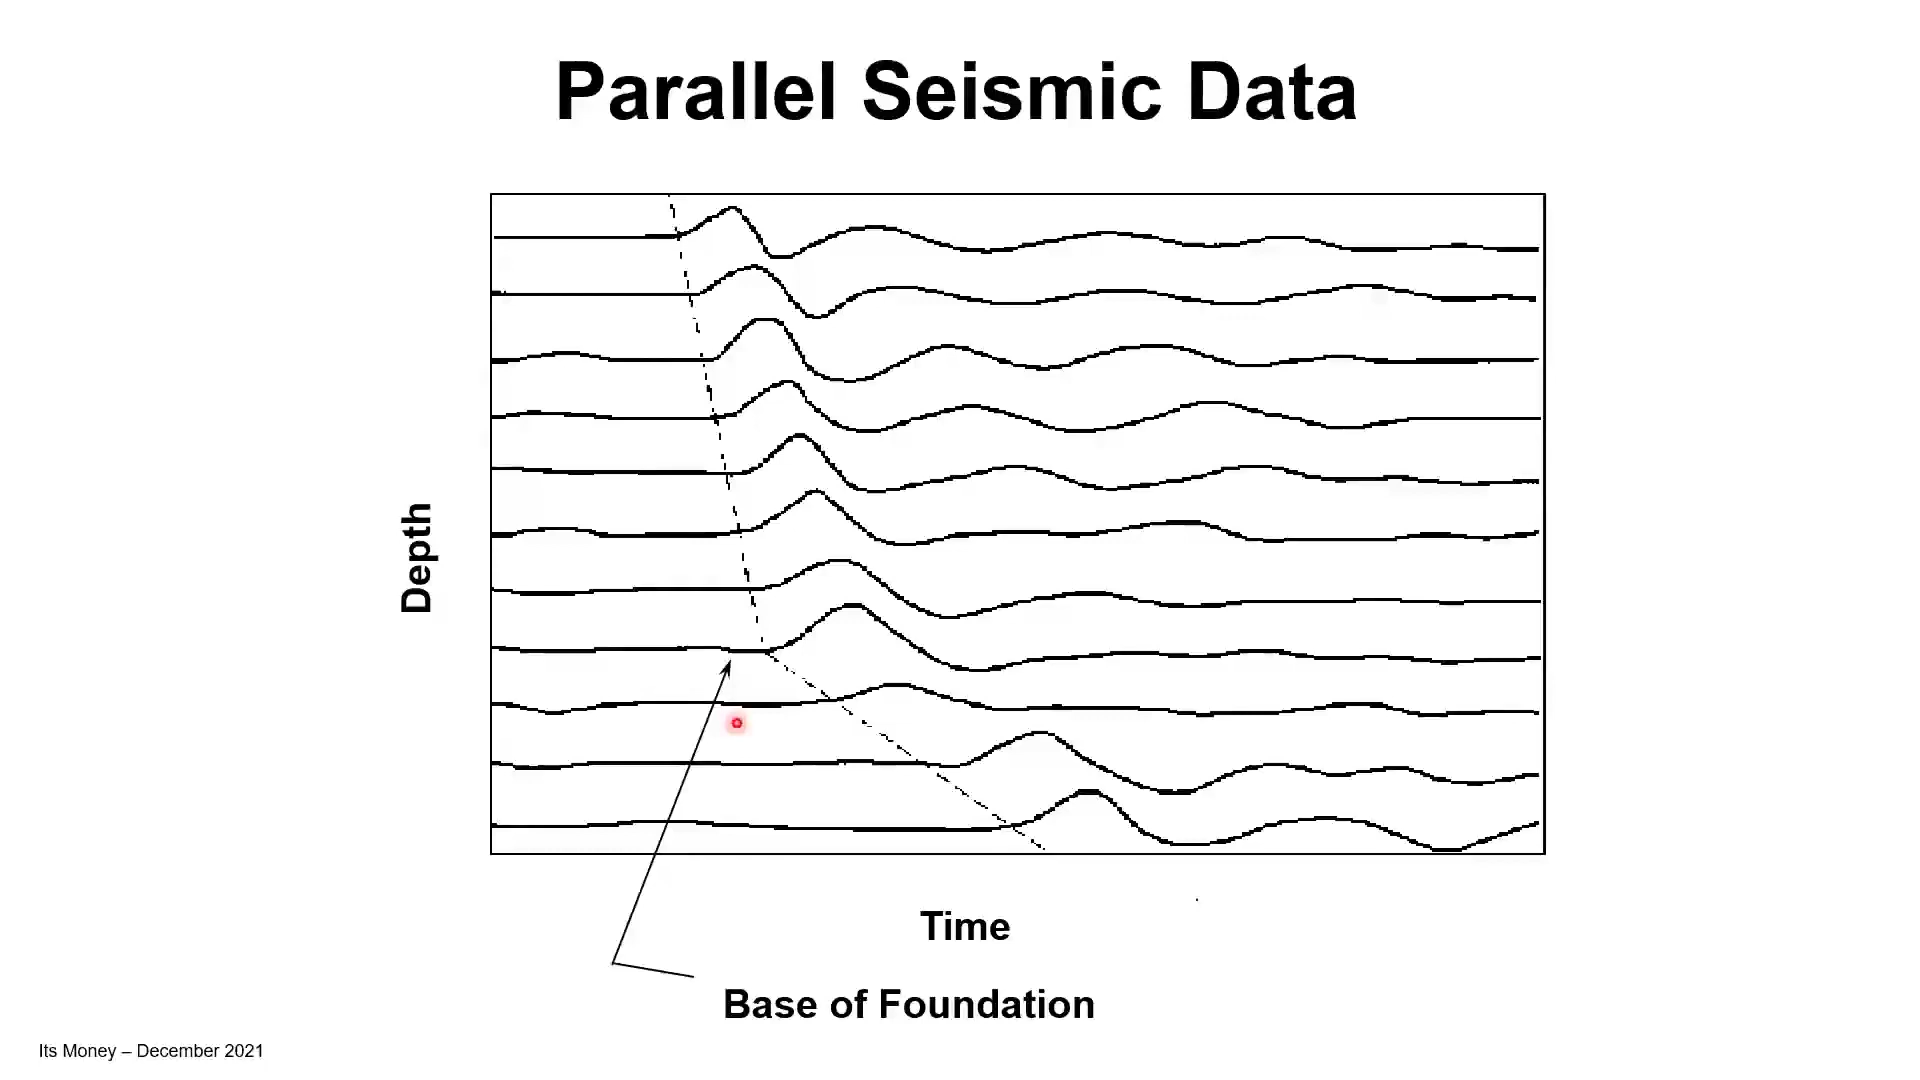 Parallel Seismic Data
Depth
Time
Base of Foundation
Its Money – December 2021